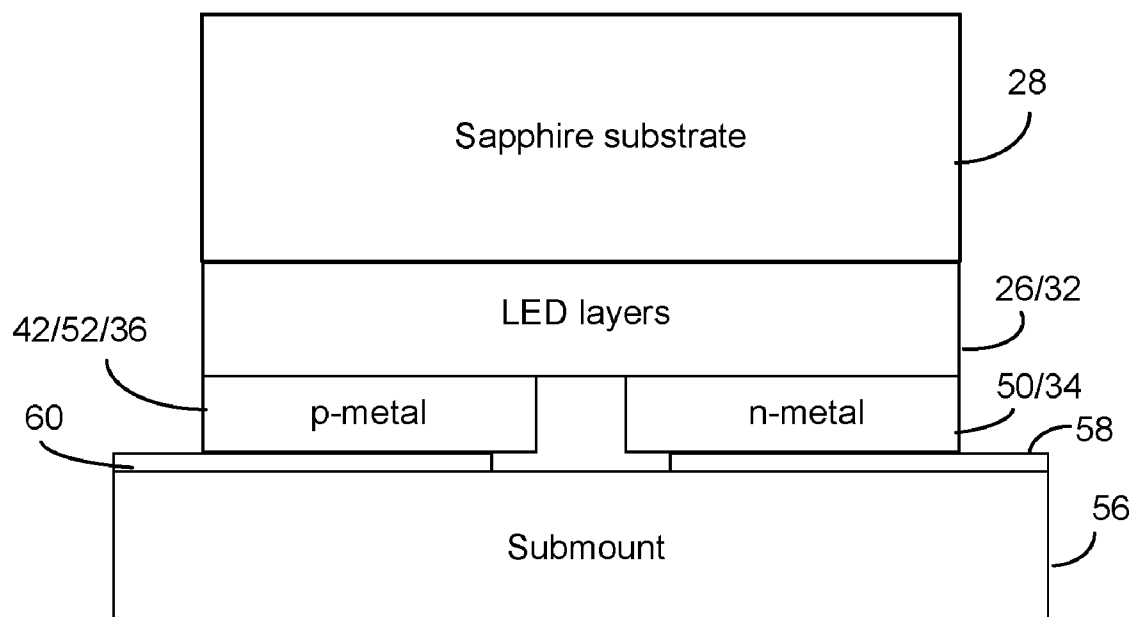 28
Sapphire substrate
26/32
LED layers
42/52/36
50/34
p-metal
n-metal
60
58
56
Submount